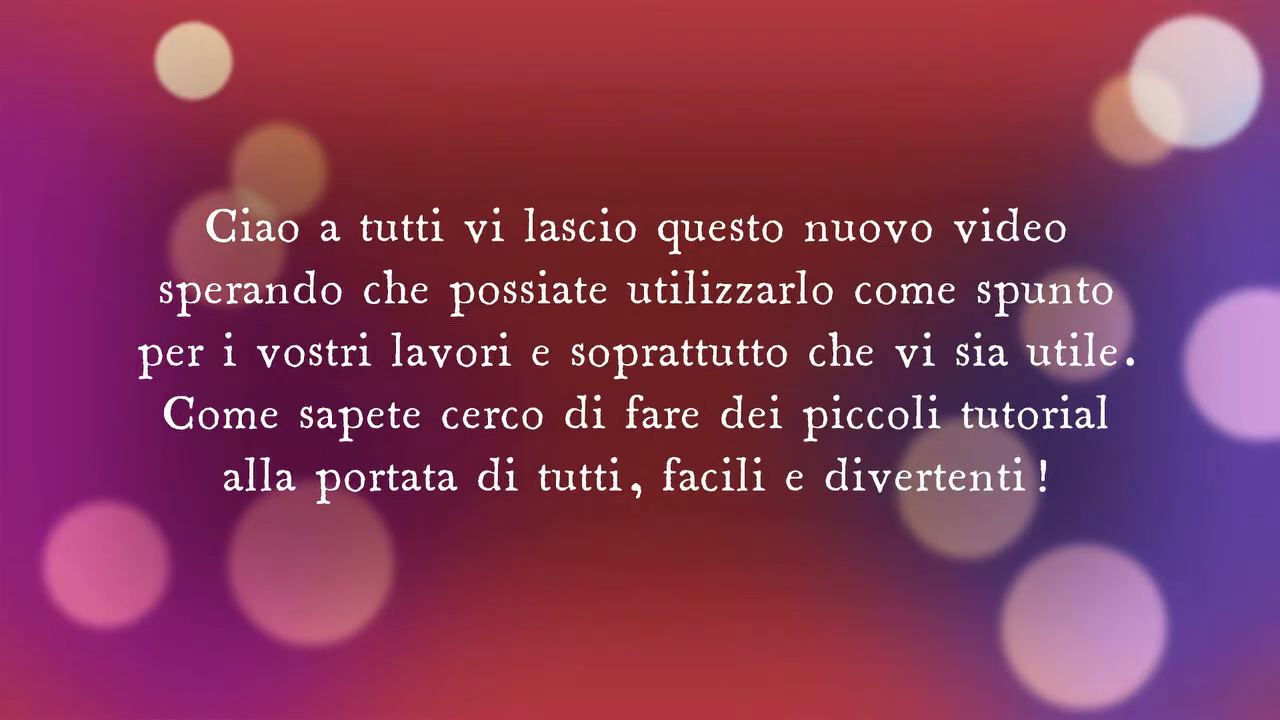 Ciao a tutti vi lascio questo nuovo video
sperando che possiate utilizzarlo come spunto
per i vostri lavori e soprattutto che vi sia utile.
Come sapete cerco di fare dei piccoli tutorial
alla portata di tutti, facili e divertenti!